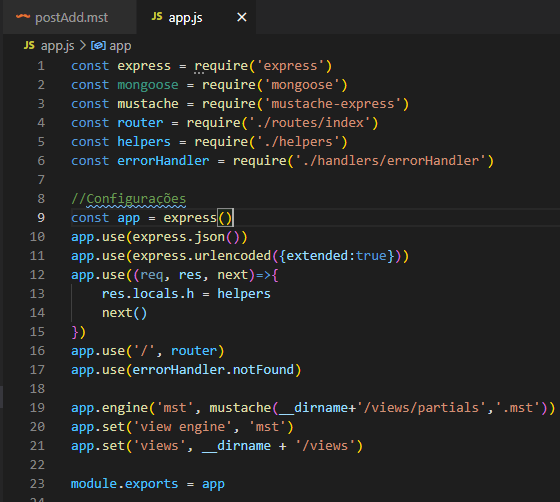 postAdd.mst JS app.js ×
JS app.js > app
1 const express = require('express')
2 const mongoose = require('mongoose')
3 const mustache = require('mustache-express')
4 const router = require('./routes/index')
5 const helpers = require('./helpers')
6 const errorHandler = require('./handlers/errorHandler')
7
8 //Configurações
9 const app = express()
10 app.use(express.json())
11 app.use(express.urlencoded({extended:true}))
12 app.use((req, res, next)=>{
13     res.locals.h = helpers
14     next()
15 })
16 app.use('/', router)
17 app.use(errorHandler.notFound)
18
19 app.engine('mst', mustache(__dirname+'/views/partials','.mst'))
20 app.set('view engine', 'mst')
21 app.set('views', __dirname + '/views')
22
23 module.exports = app
24